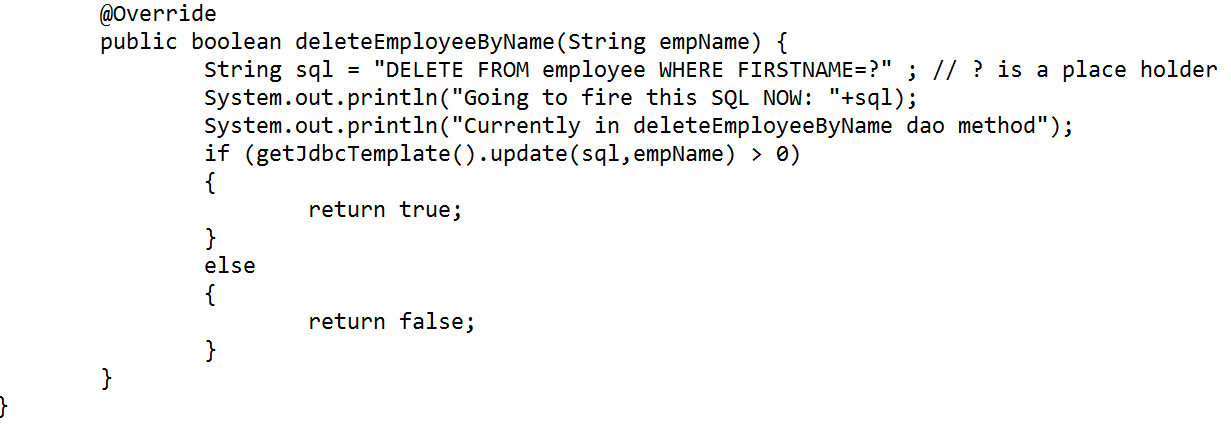 @Override
public boolean deleteEmployeeByName(String empName) {
String sql = "DELETE FROM employee WHERE FIRSTNAME=?" ; // ? is a place holder
System.out.println("Going to fire this SQL NOW: "+sql);
System.out.println("Currently in deleteEmployeeByName dao method");
if (getJdbcTemplate().update(sql,empName) > 0)
{
return true;
}
else
{
return false;
}
}
}